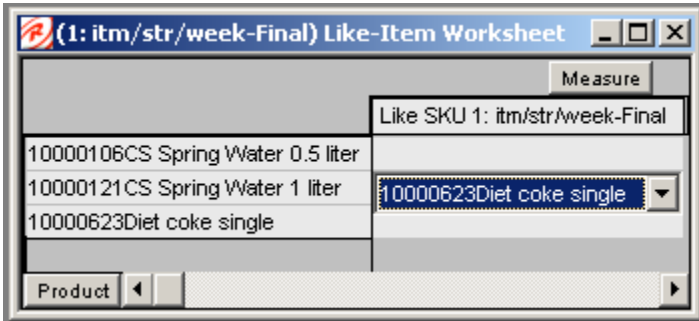 (1: itm/str/week-Final) Like-Item Worksheet
Measure
Like SKU 1: itm/str/week-Final
10000106CS Spring Water 0.5 liter
10000121CS Spring Water 1 liter
10000623Diet coke single
10000623Diet coke single
Product